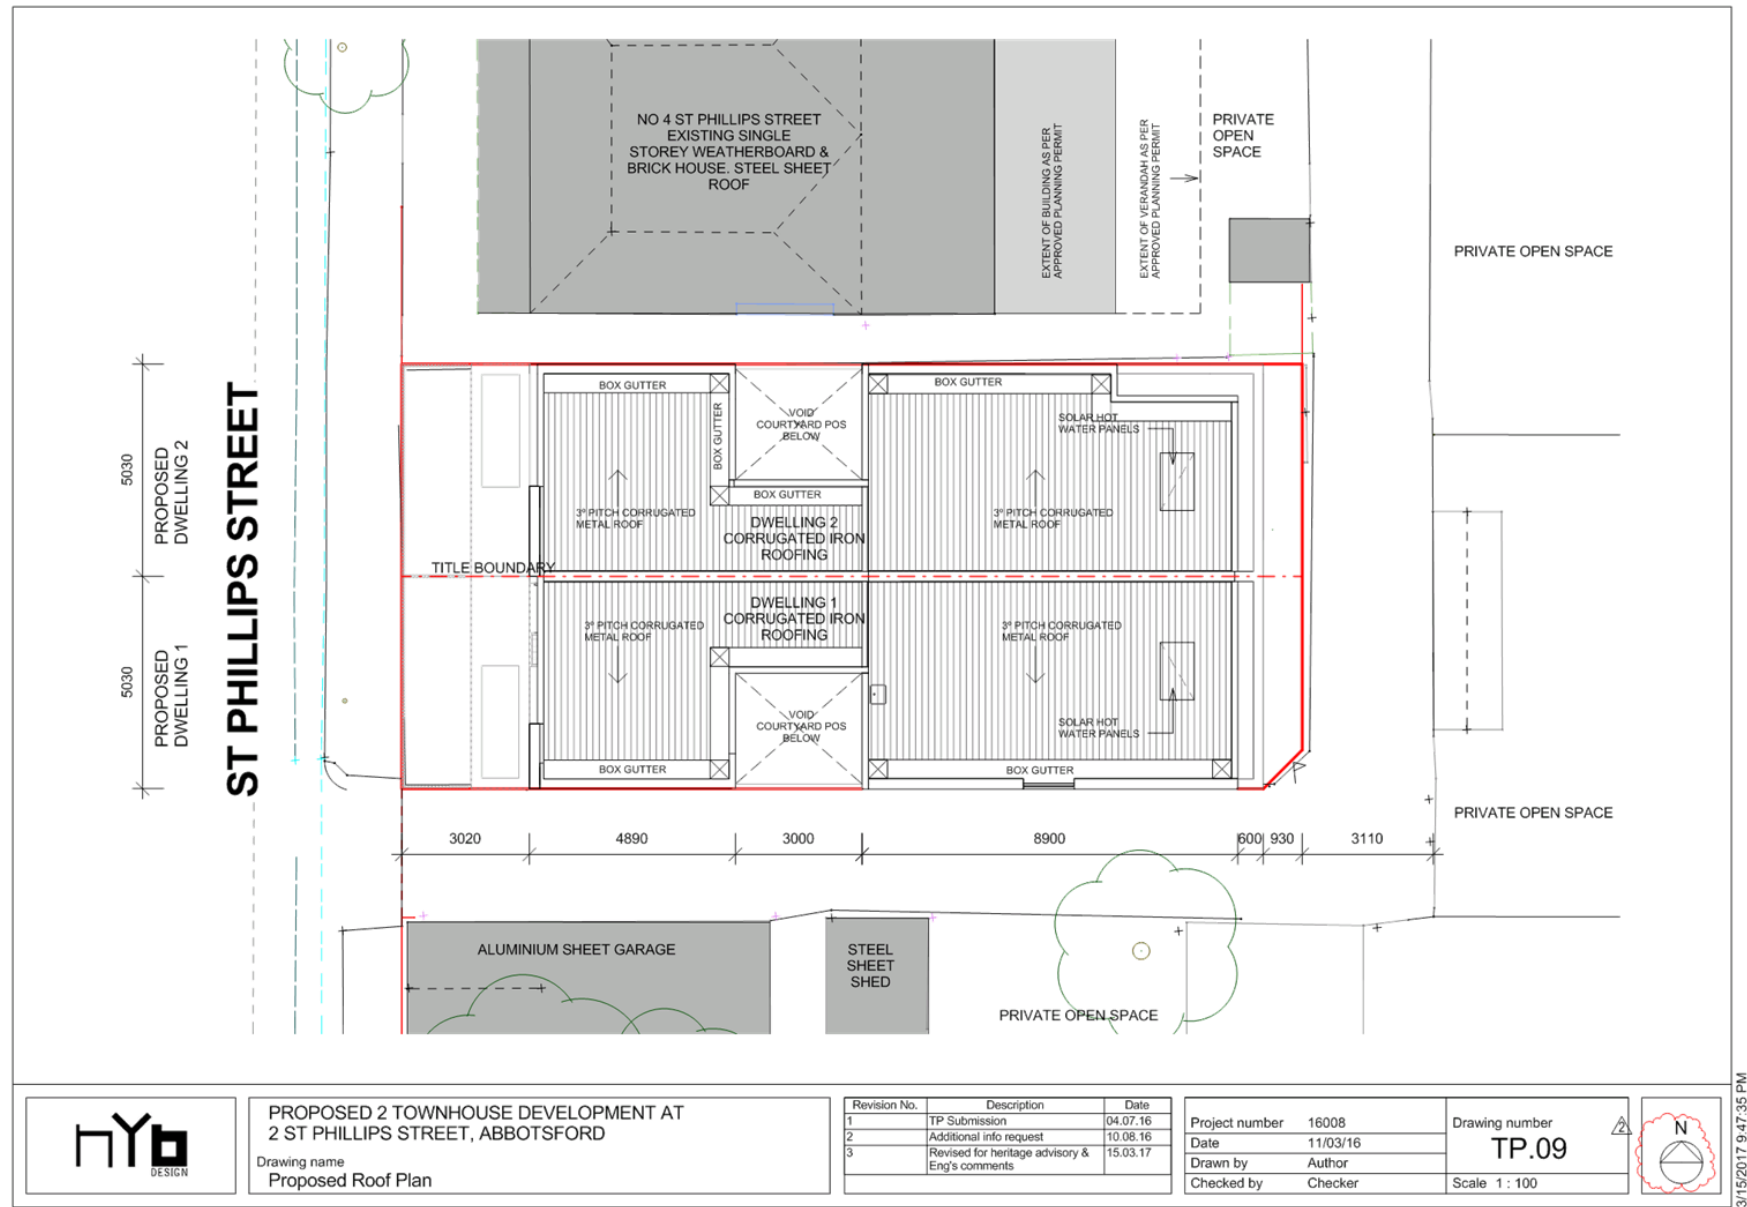 NO 4 ST PHILLIPS STREET
EXISTING SINGLE
STOREY WEATHERBOARD &
BRICK HOUSE. STEEL SHEET
ROOF
EXTENT OF BUILDING AS PER
APPROVED PLANNING PERMIT
EXTENT OF VERANDAH AS PER
APPROVED PLANNING PERMIT
PRIVATE
OPEN
SPACE
PRIVATE OPEN SPACE
ST PHILLIPS STREET
5030
PROPOSED
DWELLING 2
5030
PROPOSED
DWELLING 1
BOX GUTTER
BOX GUTTER
VOID
COURTYARD POS
BELOW
BOX GUTTER
SOLAR HOT
WATER PANELS
BOX GUTTER
3º PITCH CORRUGATED
METAL ROOF
DWELLING 2
CORRUGATED IRON
ROOFING
3º PITCH CORRUGATED
METAL ROOF
TITLE BOUNDARY
3º PITCH CORRUGATED
METAL ROOF
DWELLING 1
CORRUGATED IRON
ROOFING
3º PITCH CORRUGATED
METAL ROOF
VOID
COURTYARD POS
BELOW
SOLAR HOT
WATER PANELS
BOX GUTTER
BOX GUTTER
PRIVATE OPEN SPACE
3020
4890
3000
8900
600
930
3110
ALUMINIUM SHEET GARAGE
STEEL
SHEET
SHED
PRIVATE OPEN SPACE
hYb
DESIGN
PROPOSED 2 TOWNHOUSE DEVELOPMENT AT
2 ST PHILLIPS STREET, ABBOTSFORD
Drawing name
Proposed Roof Plan
Revision No. Description Date
1 TP Submission 04.07.16
2 Additional info request 10.08.16
3 Revised for heritage advisory & 15.03.17
Eng's comments
Project number 16008
Date 11/03/16
Drawn by Author
Checked by Checker
Drawing number
2
TP.09
Scale 1 : 100
N
3/15/2017 9:47:35 PM